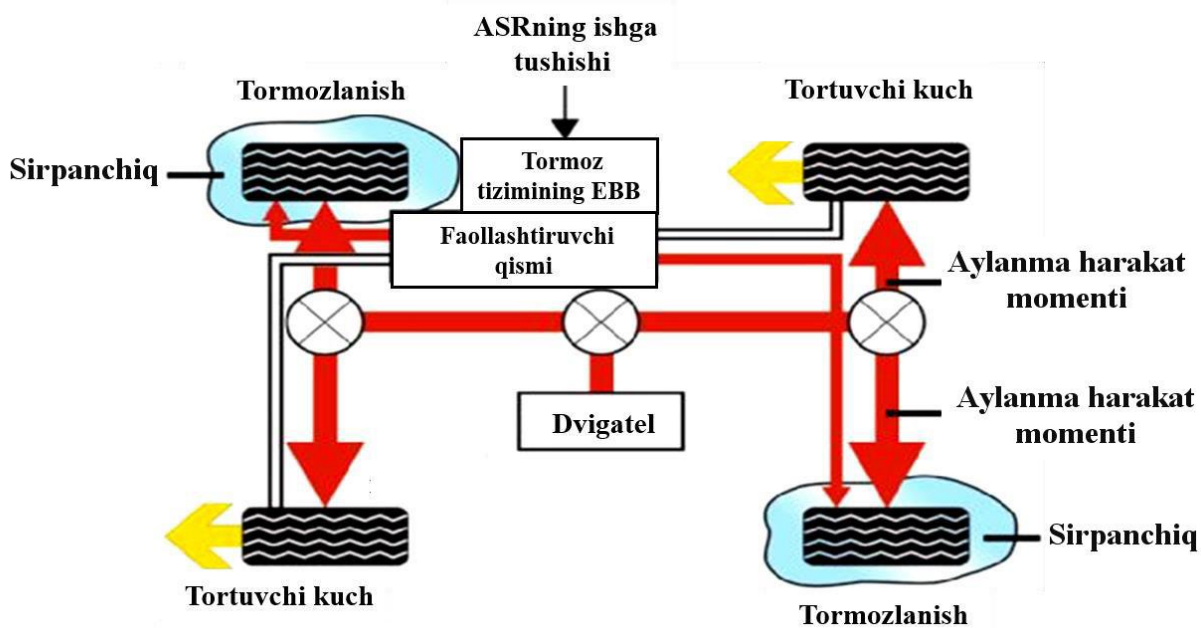 ASRning ishga
tushishi
Tormozlanish
Tortuvchi kuch
Sirpanchiq
Tormoz
tizimining EBB
Faollashtiruvchi
qismi
Aylanma harakat
momenti
Dvigatel
Aylanma harakat
momenti
Sirpanchiq
Tortuvchi kuch
Tormozlanish